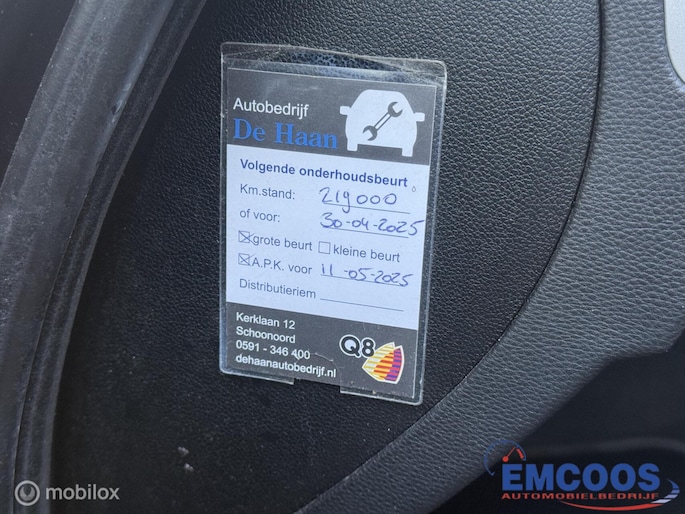 Autobedrijf
De Haan
Volgende onderhoudsbeurt
Km.stand: 219000
of voor: 30-04-2025
grote beurt kleine beurt
A.P.K. voor 11-05-2025
Distributieriem
Kerklaan 12
Schoonoord
0591 - 346 400
dehaanautobedrijf.nl
Q8
EMCOOS
AUTOMOBIELBEDRIJF
mobilox